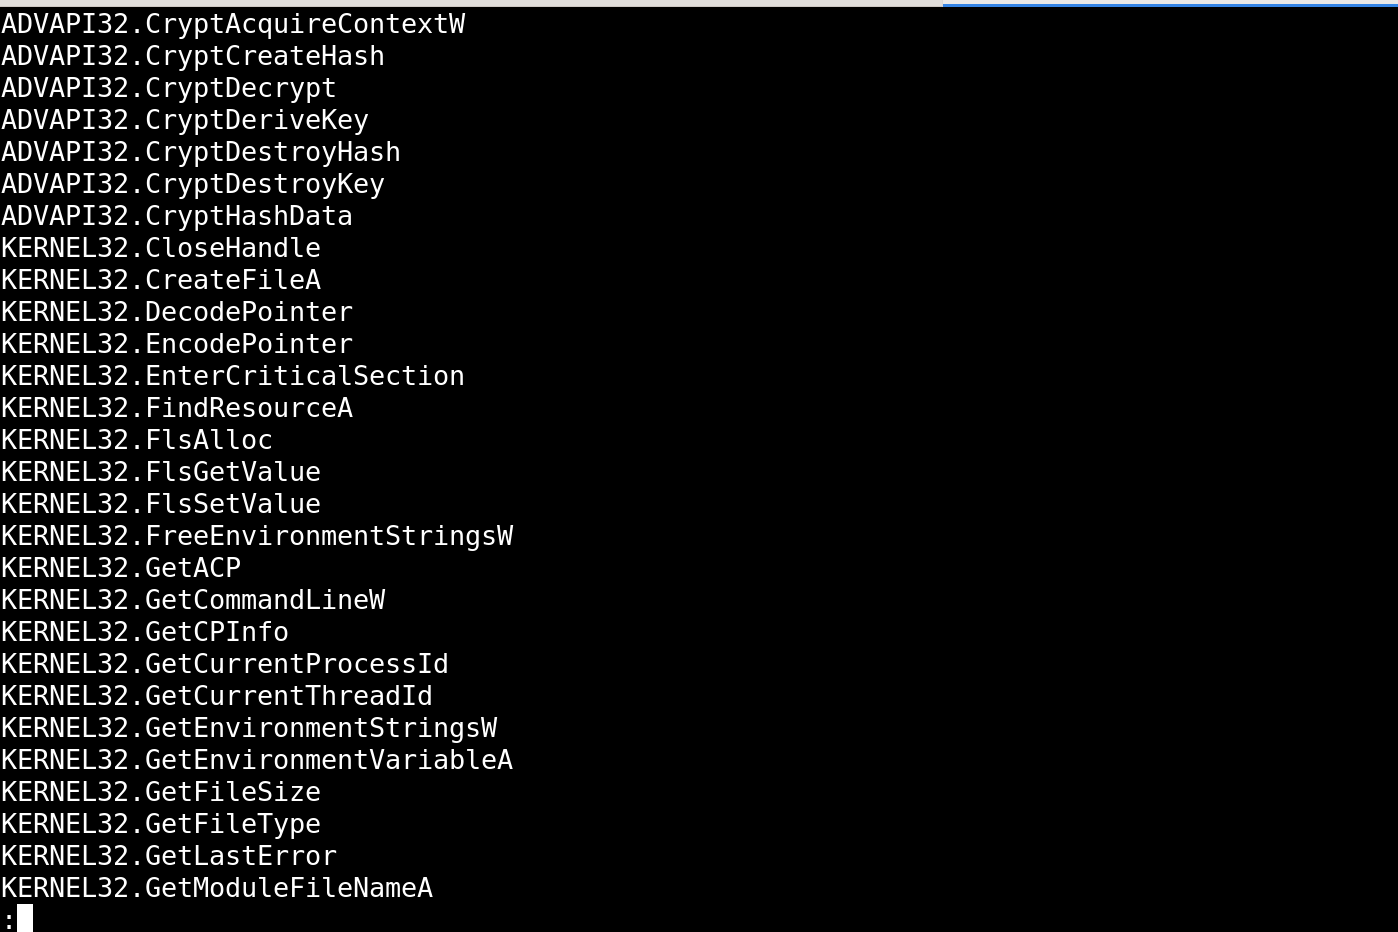 ADVAPI32.CryptAcquireContextW
ADVAPI32.CryptCreateHash
ADVAPI32.CryptDecrypt
ADVAPI32.CryptDeriveKey
ADVAPI32.CryptDestroyHash
ADVAPI32.CryptDestroyKey
ADVAPI32.CryptHashData
KERNEL32.CloseHandle
KERNEL32.CreateFileA
KERNEL32.DecodePointer
KERNEL32.EncodePointer
KERNEL32.EnterCriticalSection
KERNEL32.FindResourceA
KERNEL32.FlsAlloc
KERNEL32.FlsGetValue
KERNEL32.FlsSetValue
KERNEL32.FreeEnvironmentStringsW
KERNEL32.GetACP
KERNEL32.GetCommandLineW
KERNEL32.GetCPInfo
KERNEL32.GetCurrentProcessId
KERNEL32.GetCurrentThreadId
KERNEL32.GetEnvironmentStringsW
KERNEL32.GetEnvironmentVariableA
KERNEL32.GetFileSize
KERNEL32.GetFileType
KERNEL32.GetLastError
KERNEL32.GetModuleFileNameA
: